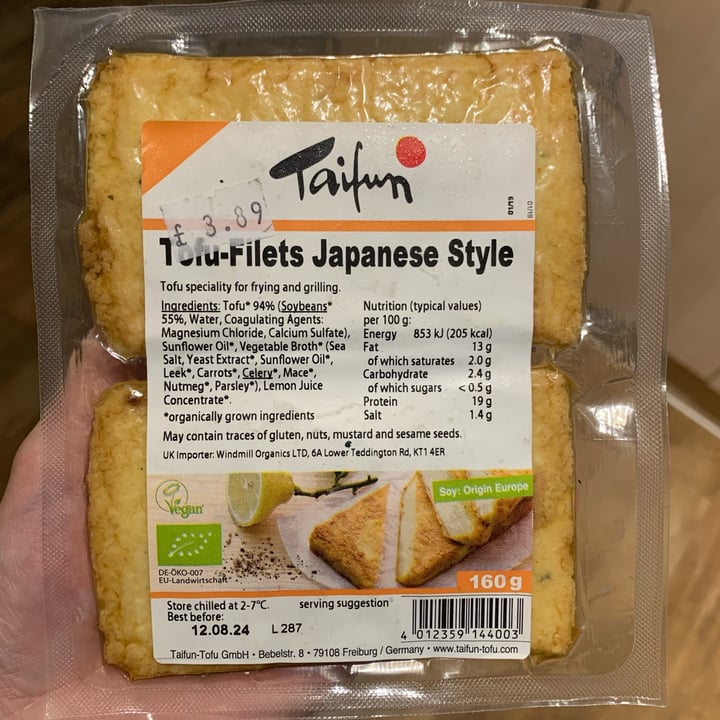 Taifun
01/19
01/19
£ 3.89
Tofu-Filets Japanese Style
Tofu speciality for frying and grilling.
Ingredients: Tofu* 94% (Soybeans*
55%, Water, Coagulating Agents:
Magnesium Chloride, Calcium Sulfate),
Sunflower Oil*, Vegetable Broth* (Sea
Salt, Yeast Extract*, Sunflower Oil*,
Leek*, Carrots*, Celery*, Mace*,
Nutmeg*, Parsley*), Lemon Juice
Concentrate*.
*organically grown ingredients
Nutrition (typical values)
per 100 g:
Energy 853 kJ (205 kcal)
Fat 13 g
of which saturates 2.0 g
Carbohydrate 2.4 g
of which sugars < 0.5 g
Protein 19 g
Salt 1.4 g
May contain traces of gluten, nuts, mustard and sesame seeds.
UK Importer: Windmill Organics LTD, 6A Lower Teddington Rd, KT1 4ER
Vegan
Soy: Origin Europe
DE-ÖKO-007
EU-Landwirtschaft
160 g
Store chilled at 2-7°C.
serving suggestion
Best before:
12.08.24 L 287
4 012359 144003
Taifun-Tofu GmbH • Bebelstr. 8 • 79108 Freiburg / Germany • www.taifun-tofu.com